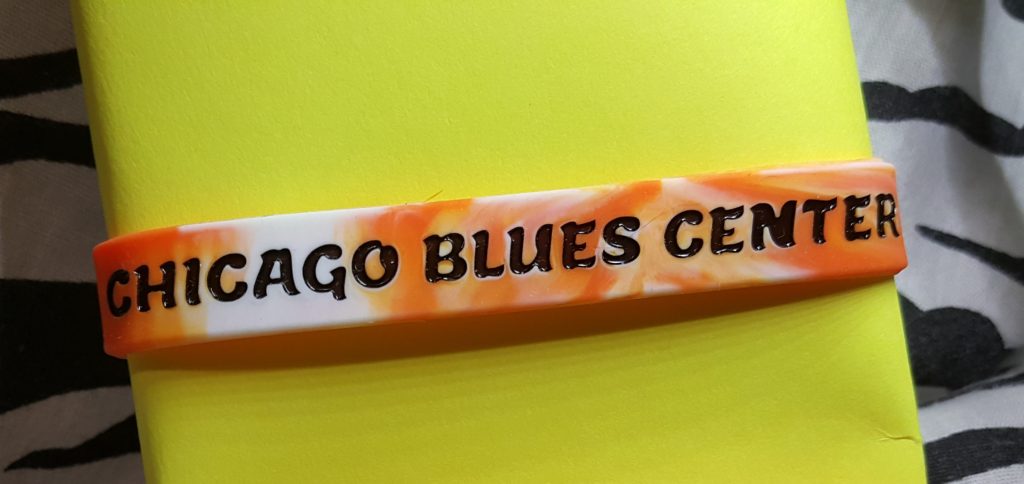 CHICAGO BLUES CENTER